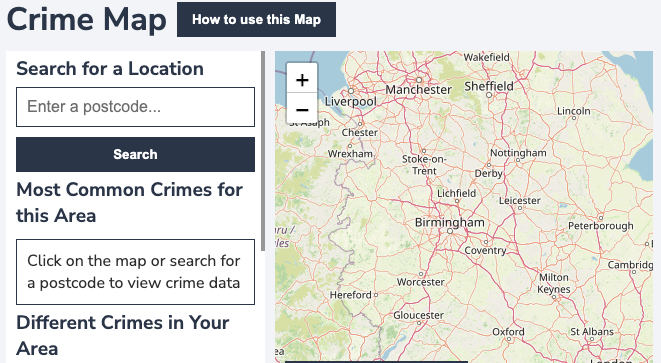 Crime Map
How to use this Map
Search for a Location
Enter a postcode...
Search
Most Common Crimes for
this Area
Click on the map or search for
a postcode to view crime data
Different Crimes in Your
Area
+
−
Wakefield
Manchester
Sheffield
Liverpool
Lincoln
St Asaph
Chester
Wrexham
Stoke-on-
Trent
Nottingham
Derby
Lichfield
Leicester
Birmingham
Peterborough
Coventry
Worcester
Milton
Keynes
Hereford
Gloucester
Oxford
St Albans